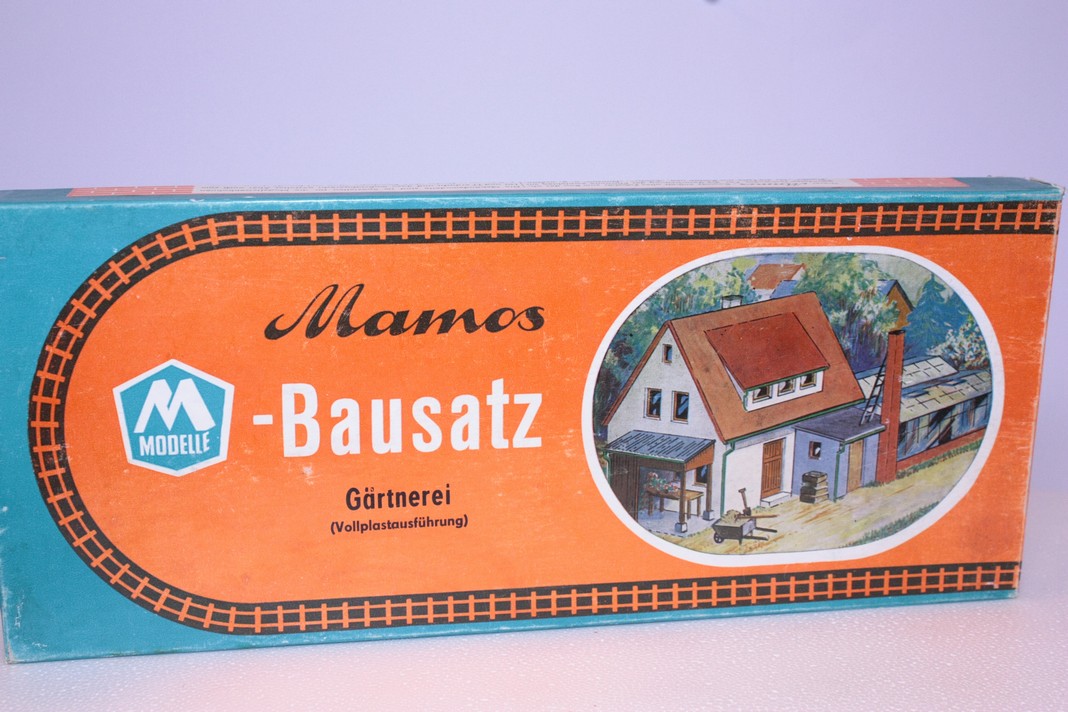 Mamos
M
MODELLE
-Bausatz
Gärtnerei
(Vollplastausführung)